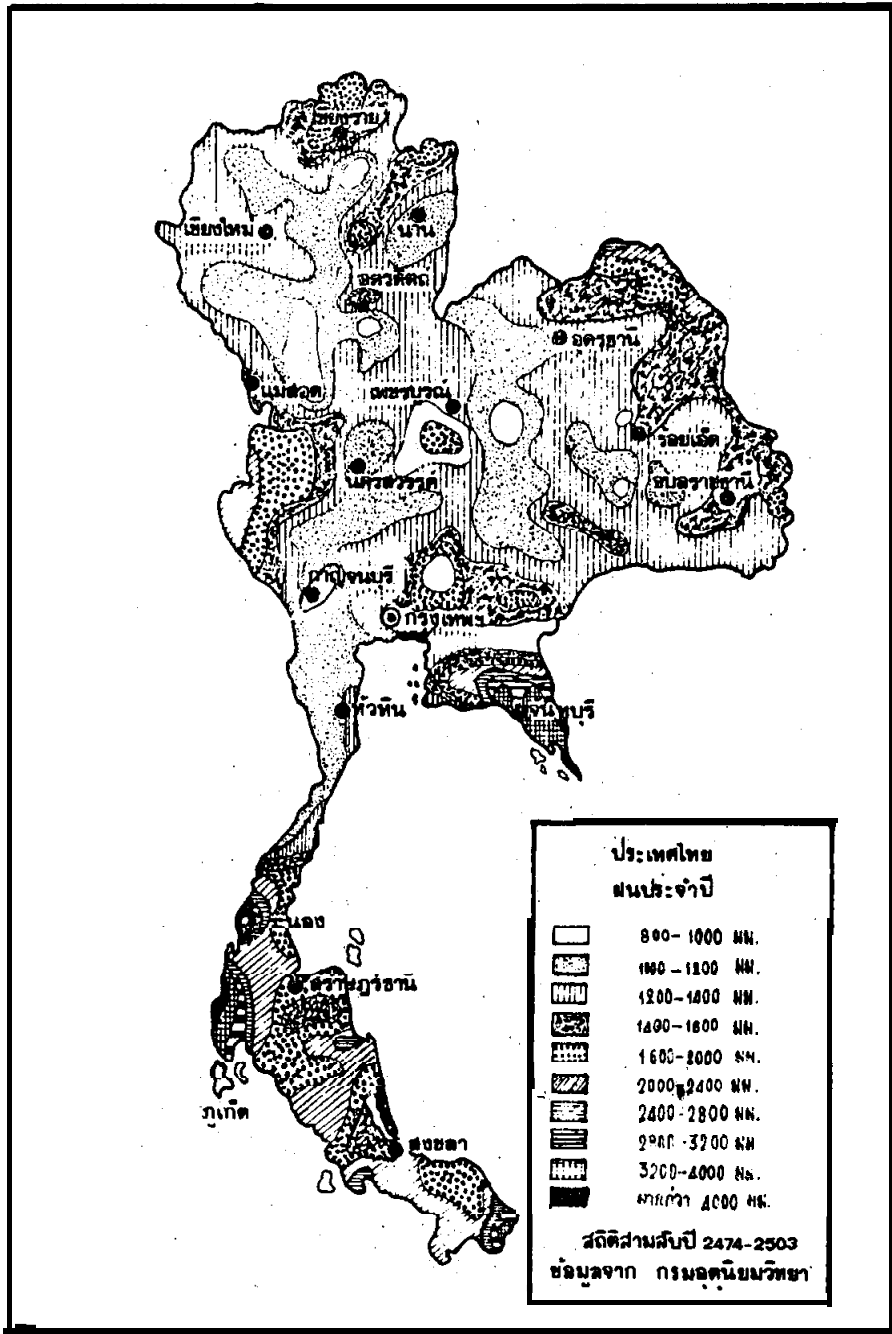 เชียงราย
เชียงใหม่
น่าน
อุตรดิตถ์
อุดรธานี
แม่สอด
เพชรบูรณ์
ร้อยเอ็ด
นครสวรรค์
อุบลราชธานี
กาญจนบุรี
กรุงเทพฯ
หัวหิน
จันทบุรี
สุราษฎร์ธานี
ภูเก็ต
สงขลา
ประเทศไทย
ฝนประจำปี
800-1000 มม.
1000-1200 มม.
1200-1400 มม.
1400-1600 มม.
1600-2000 มม.
2000-2400 มม.
2400-2800 มม.
2800-3200 มม
3200-4000 มม.
มากกว่า 4000 มม.
สถิติสามสิบปี 2474-2503
ข้อมูลจาก กรมอุตุนิยมวิทยา